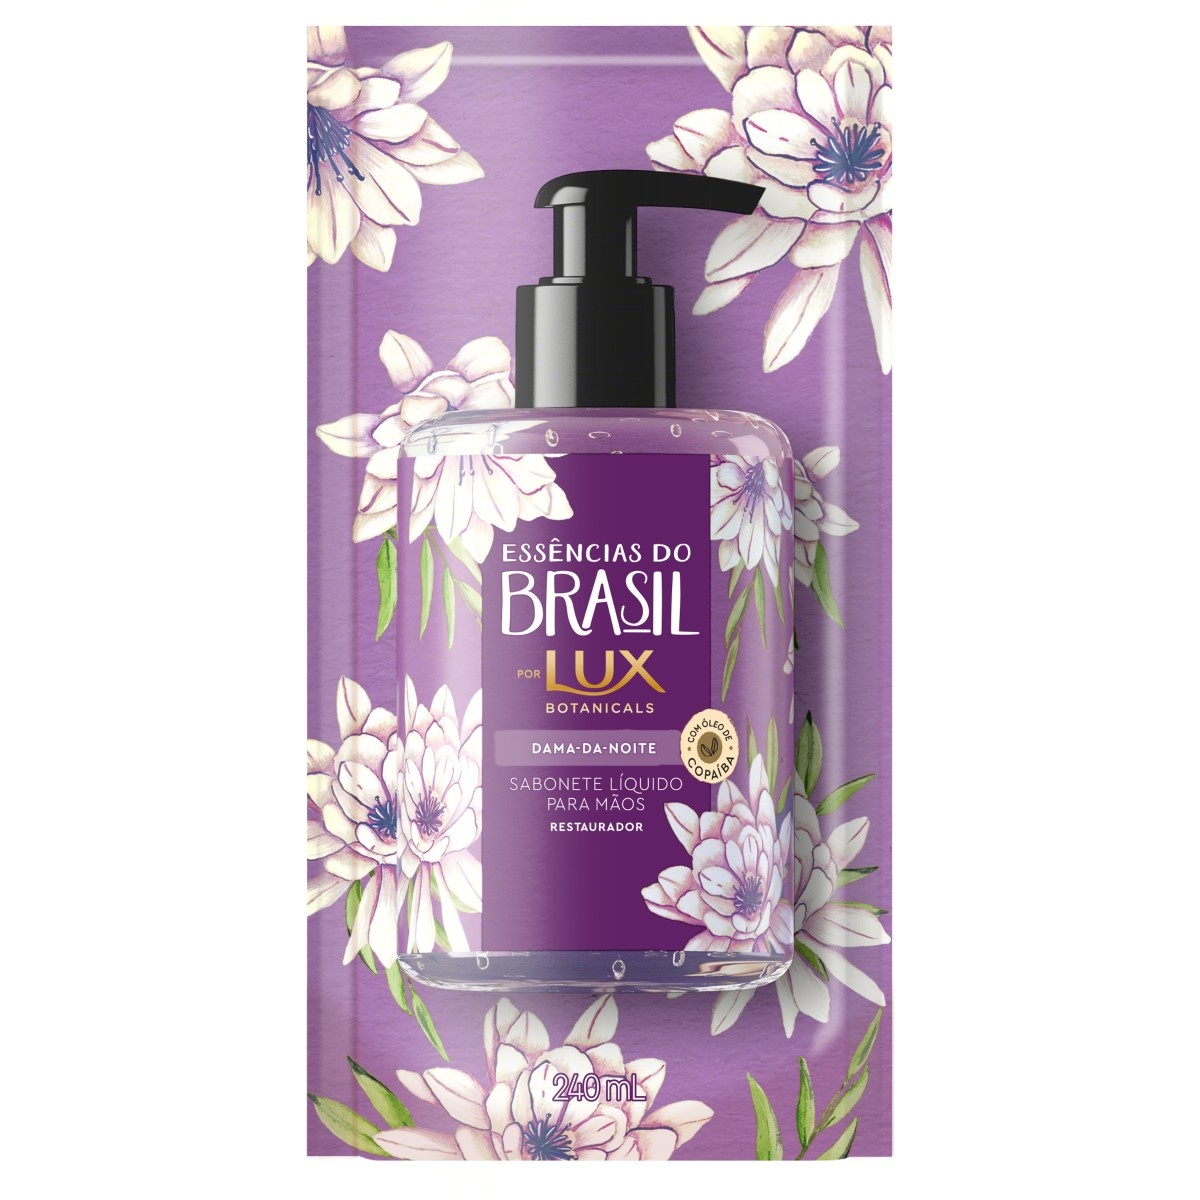 ESSÊNCIAS DO
BRASIL
POR LUX
BOTANICALS
DAMA-DA-NOITE
COM ÓLEO DE
COPAÍBA
SABONETE LÍQUIDO
PARA MÃOS
RESTAURADOR
240 mL